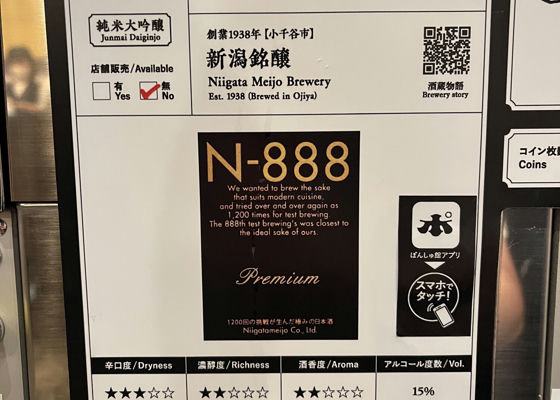 純米大吟醸
Junmai Daiginjo
店舗販売/Available
有
Yes
無
No
創業1938年【小千谷市】
新潟銘醸
Niigata Meijo Brewery
Est. 1938 (Brewed in Ojiya)
酒蔵物語
Brewery story
コイン枚
Coins
N-888
We wanted to brew the sake
that suits modern cuisine,
and tried over and over again as
1,200 times for test brewing.
The 888th test brewing's was closest to
the ideal sake of ours.
Premium
1200回の挑戦が生んだ極みの日本酒
Niigatameijo Co., Ltd.
ポ
ぽんしゅ館アプリ
スマホで
タッチ!
辛口度/Dryness
濃醇度/Richness
酒香度/Aroma
アルコール度数/Vol.
★★★☆☆
★★☆☆☆
★★☆☆☆
15%